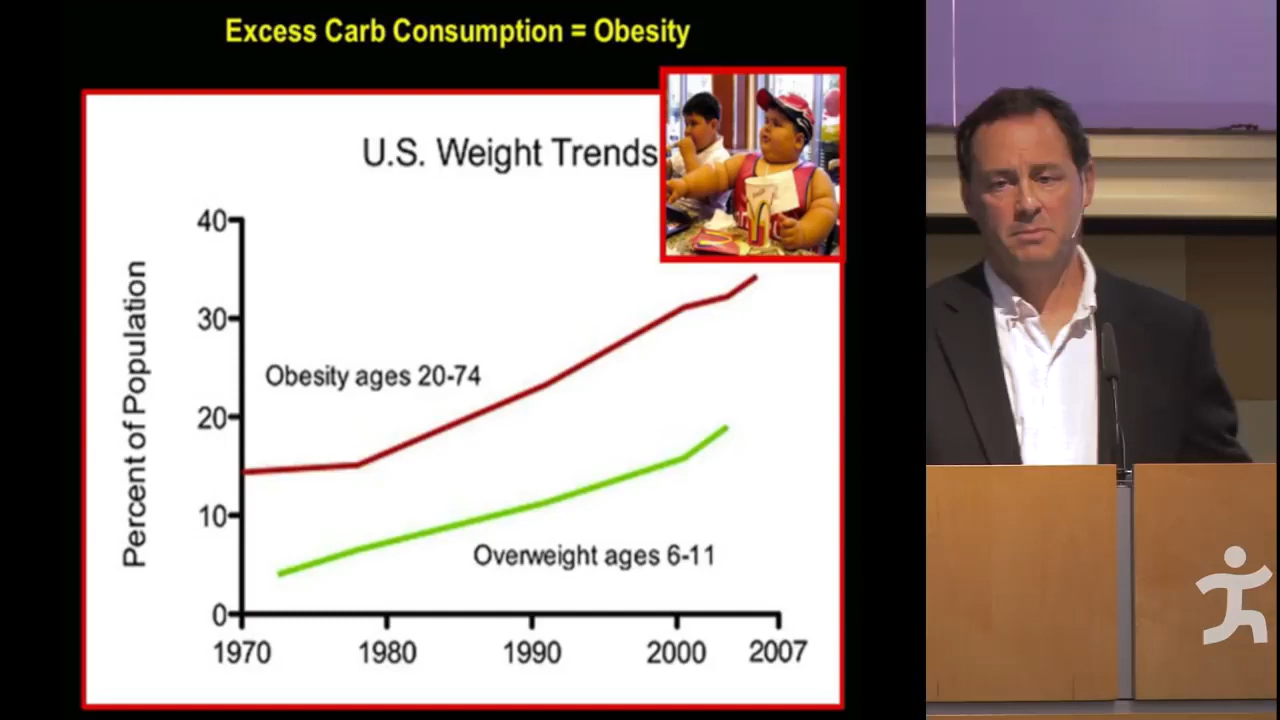 Excess Carb Consumption = Obesity
U.S. Weight Trends
Percent of Population
40
30
20
10
0
Obesity ages 20-74
Overweight ages 6-11
1970
1980
1990
2000
2007